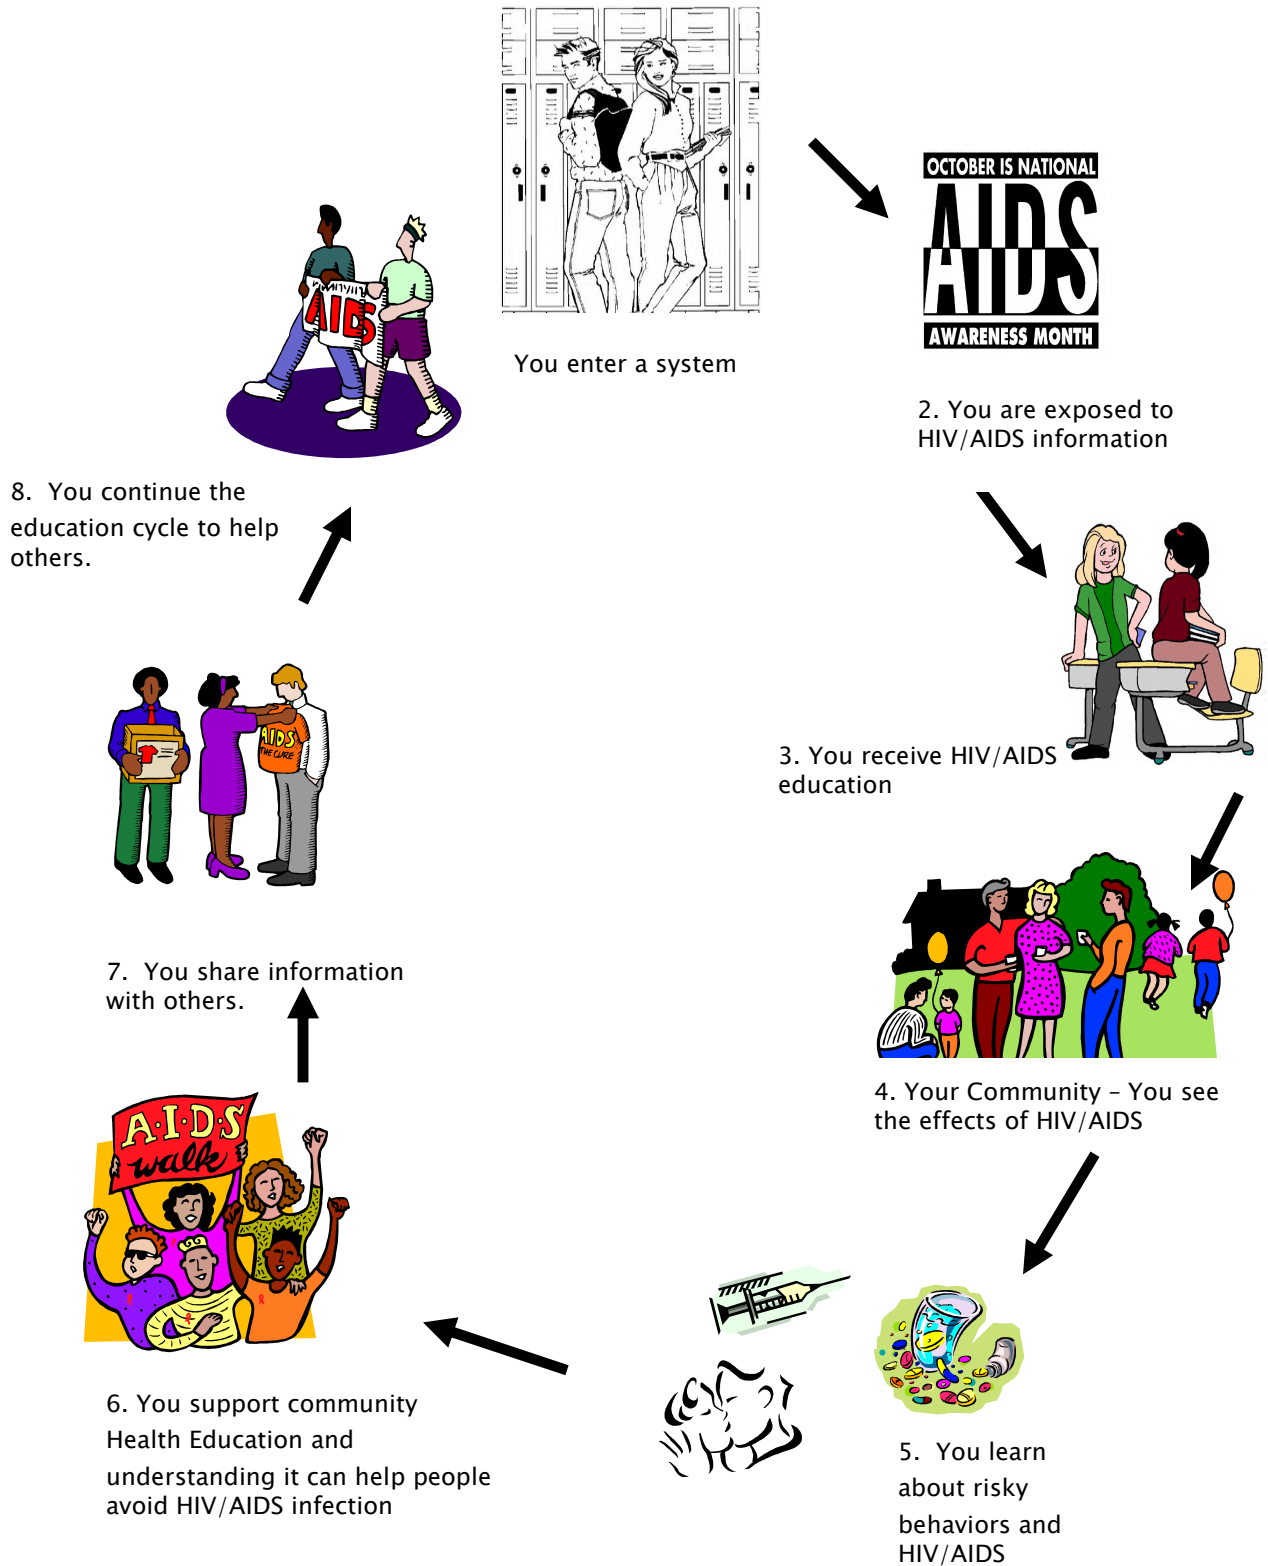 You enter a system
OCTOBER IS NATIONAL
AIDS
AWARENESS MONTH
2. You are exposed to
HIV/AIDS information
3. You receive HIV/AIDS
education
4. Your Community – You see
the effects of HIV/AIDS
5. You learn
about risky
behaviors and
HIV/AIDS
A·I·D·S
walk
6. You support community
Health Education and
understanding it can help people
avoid HIV/AIDS infection
AIDS
THE CURE
7. You share information
with others.
AIDS
8. You continue the
education cycle to help
others.